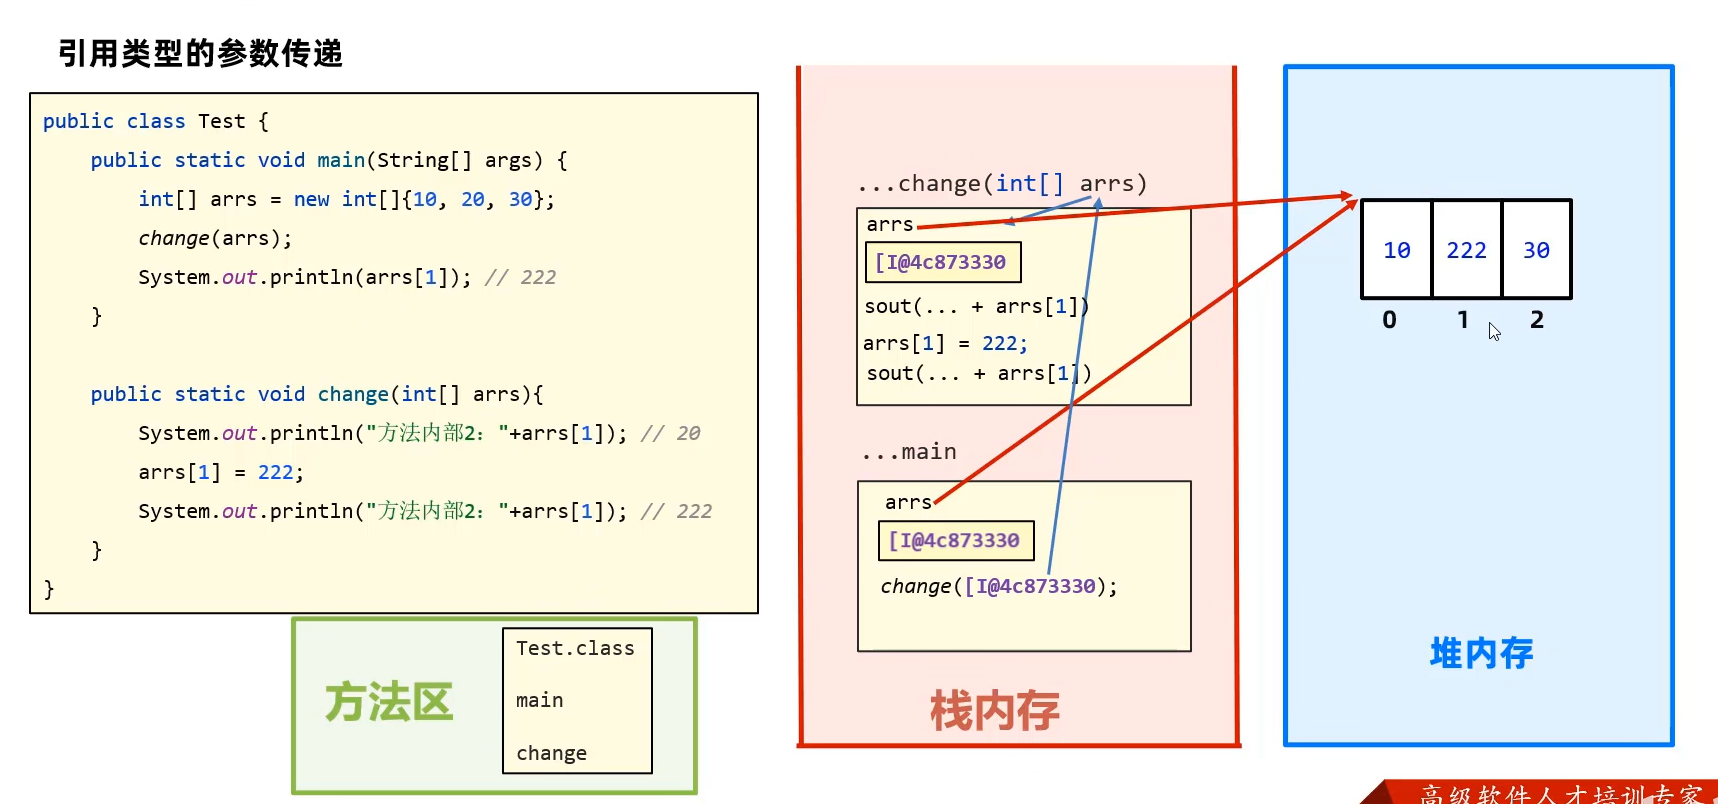 引用类型的参数传递
public class Test {
public static void main(String[] args) {
int[] arrs = new int[]{10, 20, 30};
change(arrs);
System.out.println(arrs[1]); // 222
}
public static void change(int[] arrs){
System.out.println("方法内部2："+arrs[1]); // 20
arrs[1] = 222;
System.out.println("方法内部2："+arrs[1]); // 222
}
}
方法区
Test.class
main
change
...change(int[] arrs)
arrs
[I@4c873330
sout(... + arrs[1])
arrs[1] = 222;
sout(... + arrs[1])
...main
arrs
[I@4c873330
change([I@4c873330);
栈内存
10 222 30
0 1 2
堆内存
高级软件人才培训专家